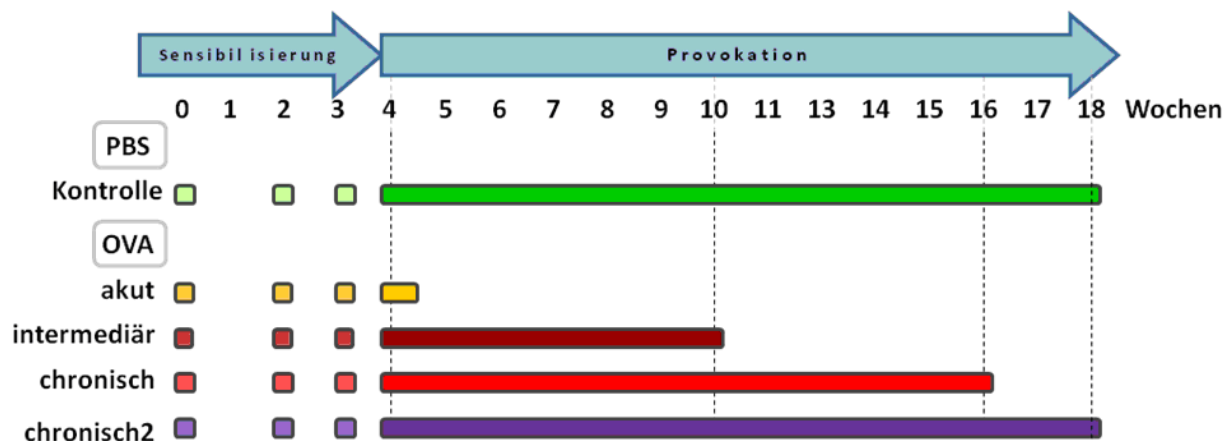 Sensibilisierung Provokation
0 1 2 3 4 5 6 7 8 9 10 11 13 14 15 16 17 18 Wochen
PBS
Kontrolle
OVA
akut
intermediär
chronisch
chronisch2